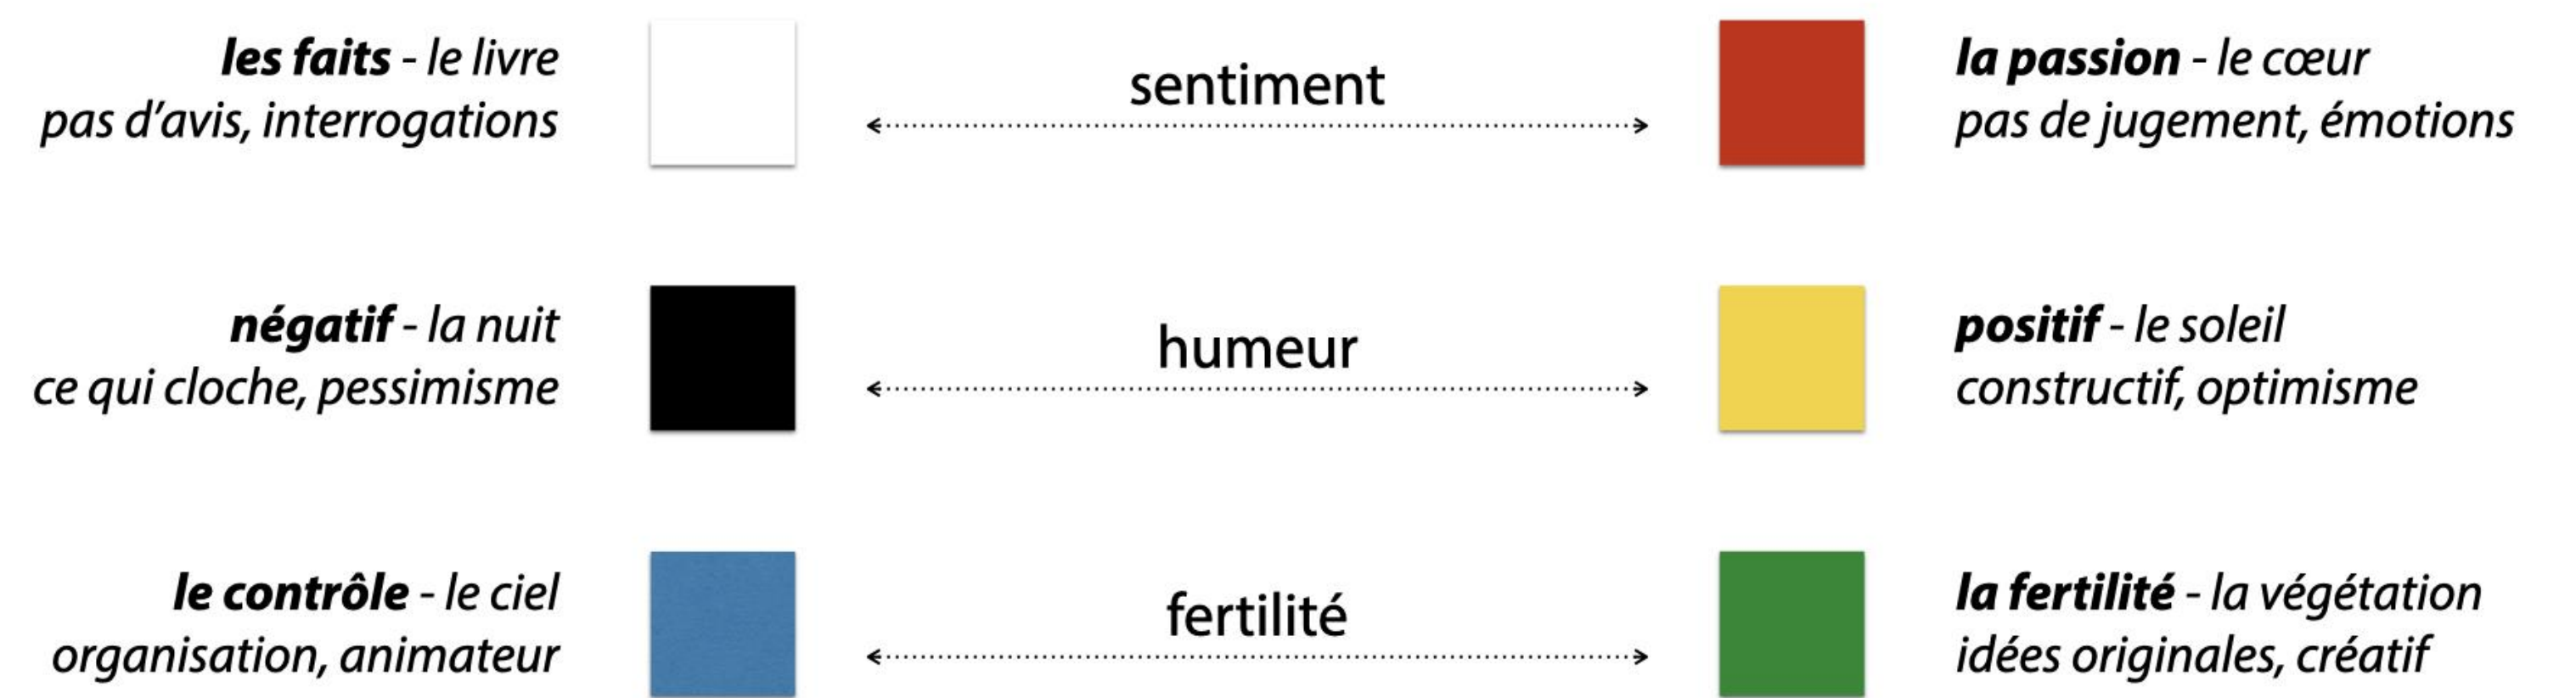 les faits - le livre
pas d’avis, interrogations
sentiment
la passion - le cœur
pas de jugement, émotions
négatif - la nuit
ce qui cloche, pessimisme
humeur
positif - le soleil
constructif, optimisme
le contrôle - le ciel
organisation, animateur
fertilité
la fertilité - la végétation
idées originales, créatif